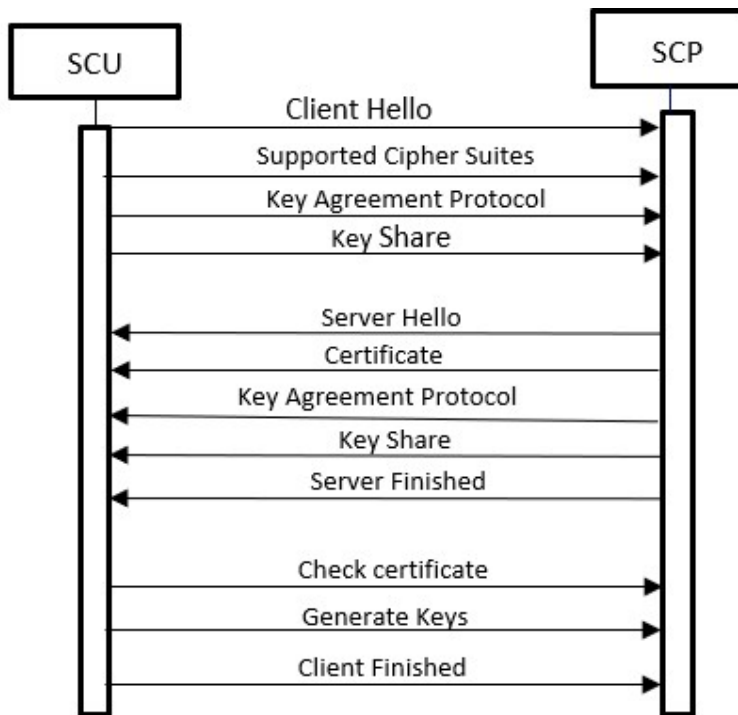 SCU
SCP
Client Hello
Supported Cipher Suites
Key Agreement Protocol
Key Share
Server Hello
Certificate
Key Agreement Protocol
Key Share
Server Finished
Check certificate
Generate Keys
Client Finished